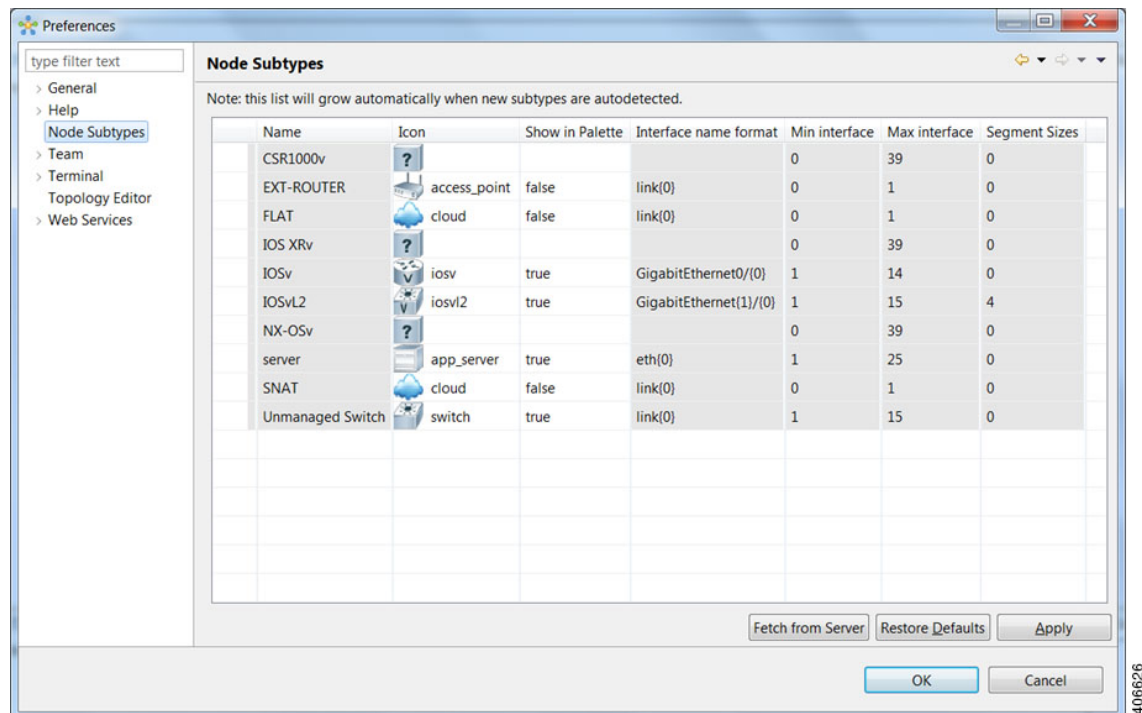 Preferences
type filter text
General
Help
Node Subtypes
Team
Terminal
Topology Editor
Web Services
Node Subtypes
Note: this list will grow automatically when new subtypes are autodetected.
Name Icon Show in Palette Interface name format Min interface Max interface Segment Sizes
CSR1000v ? 0 39 0
EXT-ROUTER access_point false link{0} 0 1 0
FLAT cloud false link{0} 0 1 0
IOS XRv ? 0 39 0
IOSv V iosv true GigabitEthernet0/{0} 1 14 0
IOSvL2 V iosvl2 true GigabitEthernet{1}/{0} 1 15 4
NX-OSv ? 0 39 0
server app_server true eth{0} 1 25 0
SNAT cloud false link{0} 0 1 0
Unmanaged Switch switch true link{0} 1 15 0
Fetch from Server Restore Defaults Apply
OK Cancel
406626